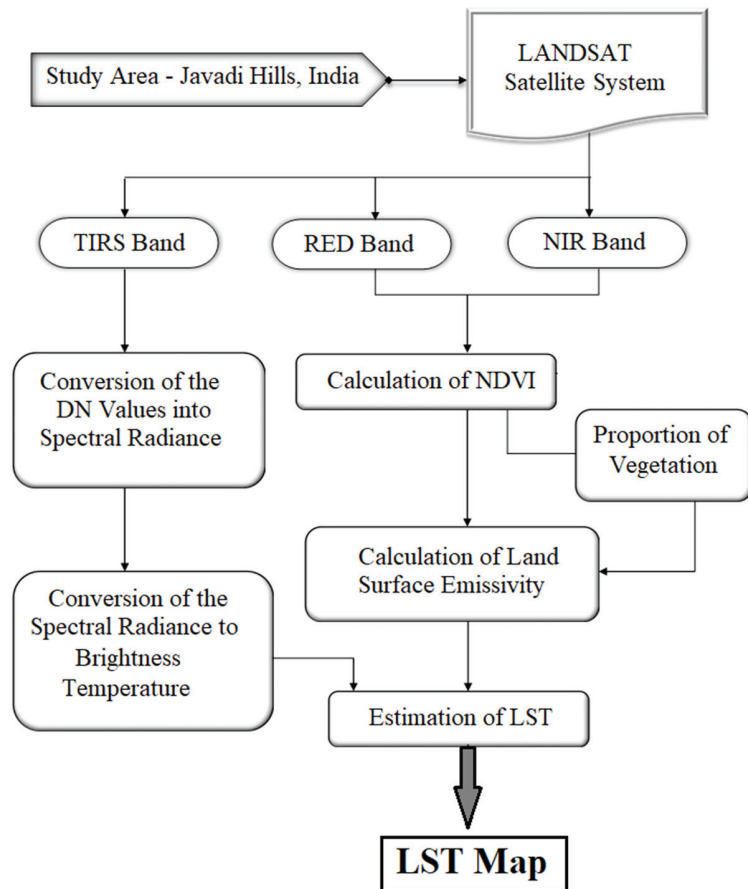 Study Area - Javadi Hills, India
LANDSAT
Satellite System
TIRS Band
RED Band
NIR Band
Conversion of the
DN Values into
Spectral Radiance
Calculation of NDVI
Proportion of
Vegetation
Calculation of Land
Surface Emissivity
Conversion of the
Spectral Radiance to
Brightness
Temperature
Estimation of LST
LST Map